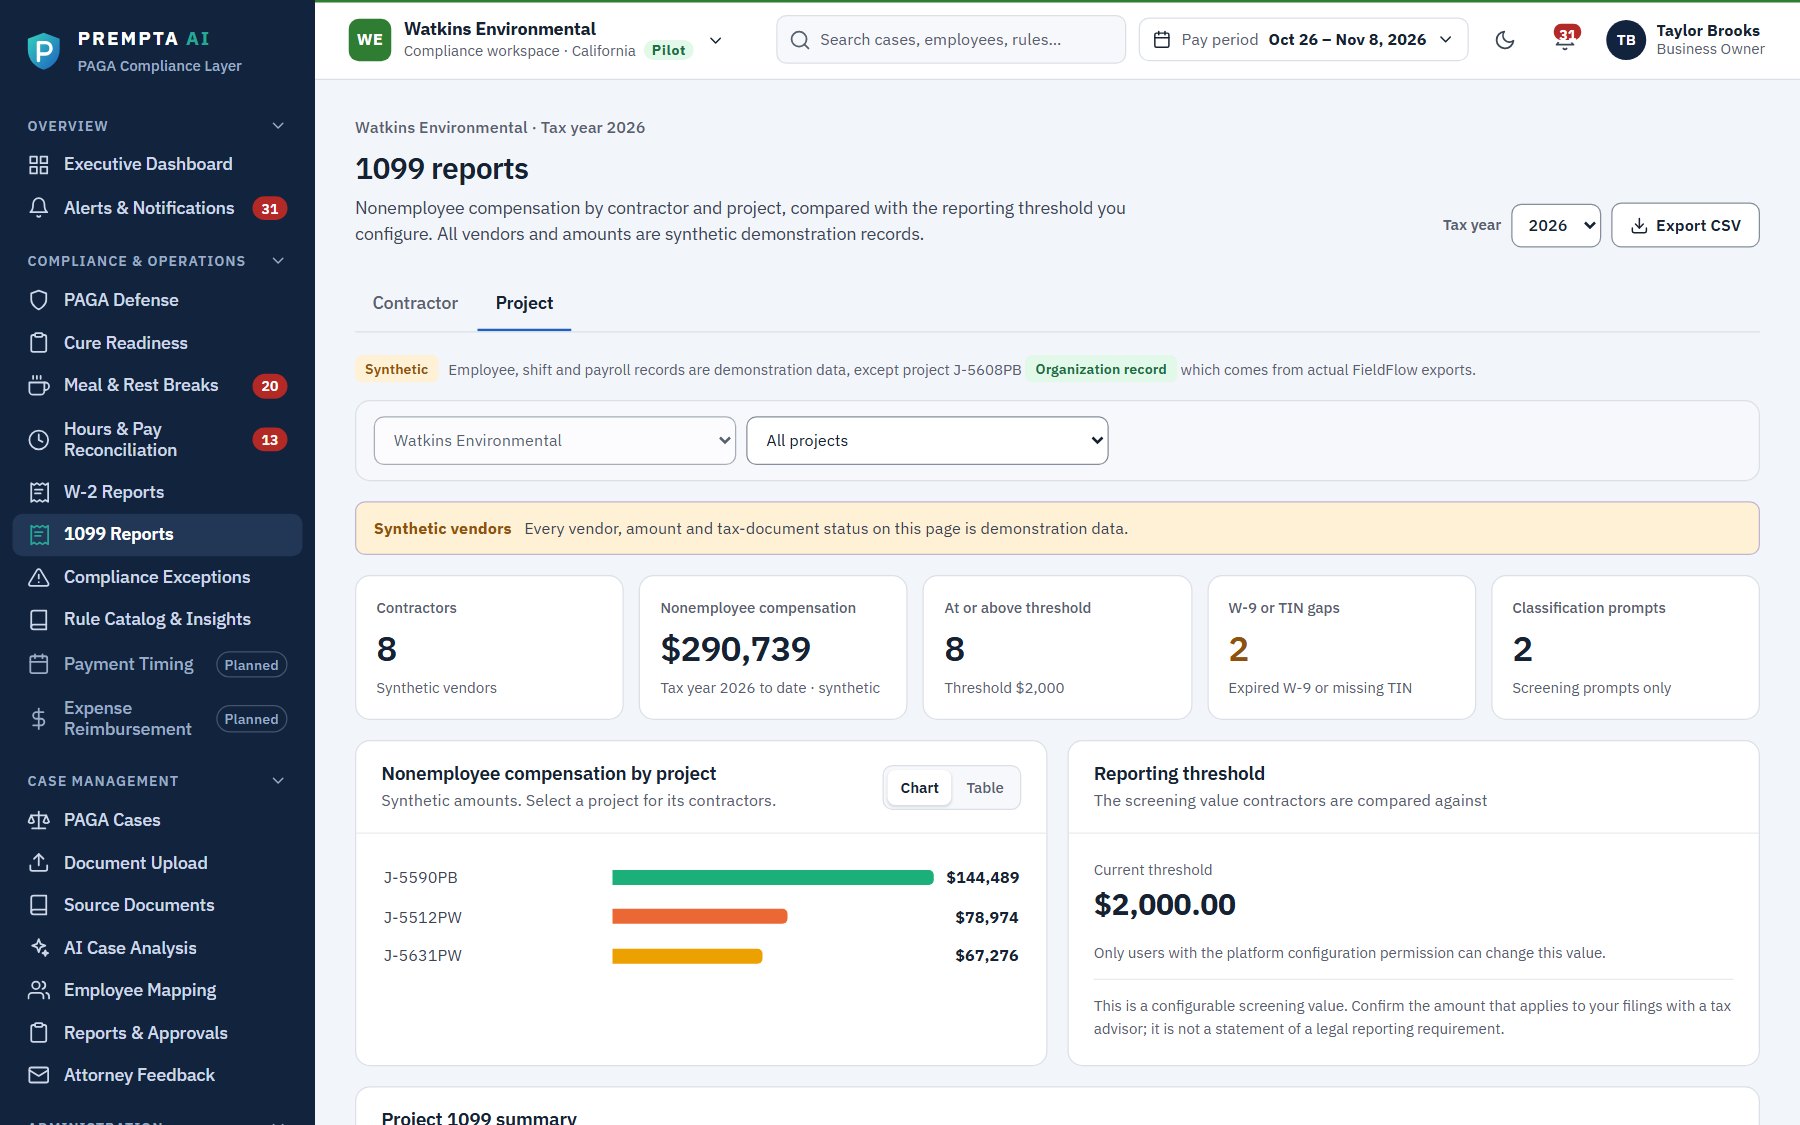 PREMPTA AI
PAGA Compliance Layer
OVERVIEW
Executive Dashboard
Alerts & Notifications
31
COMPLIANCE & OPERATIONS
PAGA Defense
Cure Readiness
Meal & Rest Breaks
20
Hours & Pay
Reconciliation
13
W-2 Reports
1099 Reports
Compliance Exceptions
Rule Catalog & Insights
Payment Timing
Planned
Expense
Reimbursement
Planned
CASE MANAGEMENT
PAGA Cases
Document Upload
Source Documents
AI Case Analysis
Employee Mapping
Reports & Approvals
Attorney Feedback
ADMINISTRATION
WE
Watkins Environmental
Compliance workspace · California Pilot
Search cases, employees, rules...
Pay period Oct 26 – Nov 8, 2026
31
TB
Taylor Brooks
Business Owner
Watkins Environmental · Tax year 2026
1099 reports
Nonemployee compensation by contractor and project, compared with the reporting threshold you
configure. All vendors and amounts are synthetic demonstration records.
Tax year
2026
Export CSV
Contractor
Project
Synthetic Employee, shift and payroll records are demonstration data, except project J-5608PB Organization record which comes from actual FieldFlow exports.
Watkins Environmental
All projects
Synthetic vendors Every vendor, amount and tax-document status on this page is demonstration data.
Contractors
8
Synthetic vendors
Nonemployee compensation
$290,739
Tax year 2026 to date · synthetic
At or above threshold
8
Threshold $2,000
W-9 or TIN gaps
2
Expired W-9 or missing TIN
Classification prompts
2
Screening prompts only
Nonemployee compensation by project
Synthetic amounts. Select a project for its contractors.
Chart
Table
J-5590PB
$144,489
J-5512PW
$78,974
J-5631PW
$67,276
Reporting threshold
The screening value contractors are compared against
Current threshold
$2,000.00
Only users with the platform configuration permission can change this value.
This is a configurable screening value. Confirm the amount that applies to your filings with a tax
advisor; it is not a statement of a legal reporting requirement.
Project 1099 summary